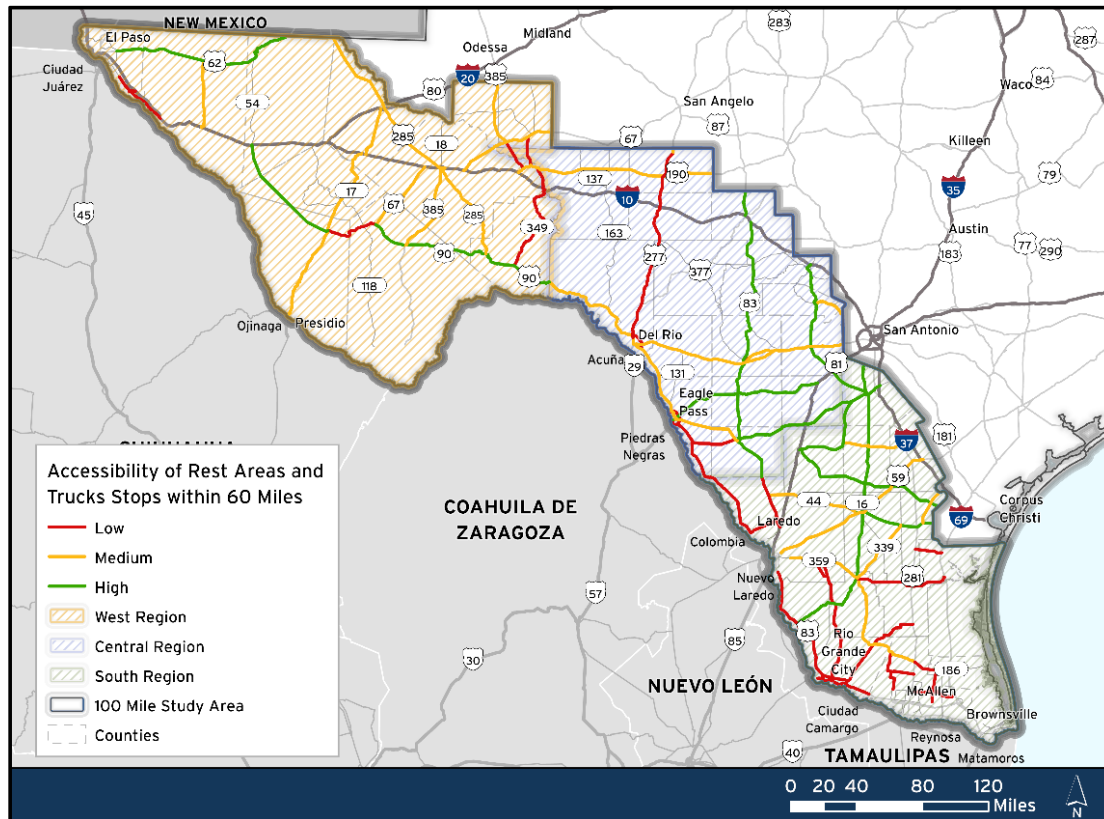 NEW MEXICO
El Paso
Ciudad
Juárez
62
54
Odessa
Midland
20
385
80
283
287
84
Waco
San Angelo
87
67
Killeen
285
18
190
137
10
35
79
45
17
67
385
285
349
163
Austin
77
290
183
277
377
90
90
118
83
Ojinaga
Presidio
Del Rio
San Antonio
Acuña
29
131
81
Eagle
Pass
Piedras
Negras
37
181
59
CHIHUAHUA
Accessibility of Rest Areas and
Trucks Stops within 60 Miles
Low
Medium
High
West Region
Central Region
South Region
100 Mile Study Area
Counties
COAHUILA DE
ZARAGOZA
44
16
Corpus
Christi
69
Laredo
Colombia
339
359
281
Nuevo
Laredo
57
85
83
Rio
Grande
City
30
186
NUEVO LEÓN
McAllen
Ciudad
Camargo
Brownsville
Reynosa
40
TAMAULIPAS
Matamoros
0 20 40 80 120
Miles
N